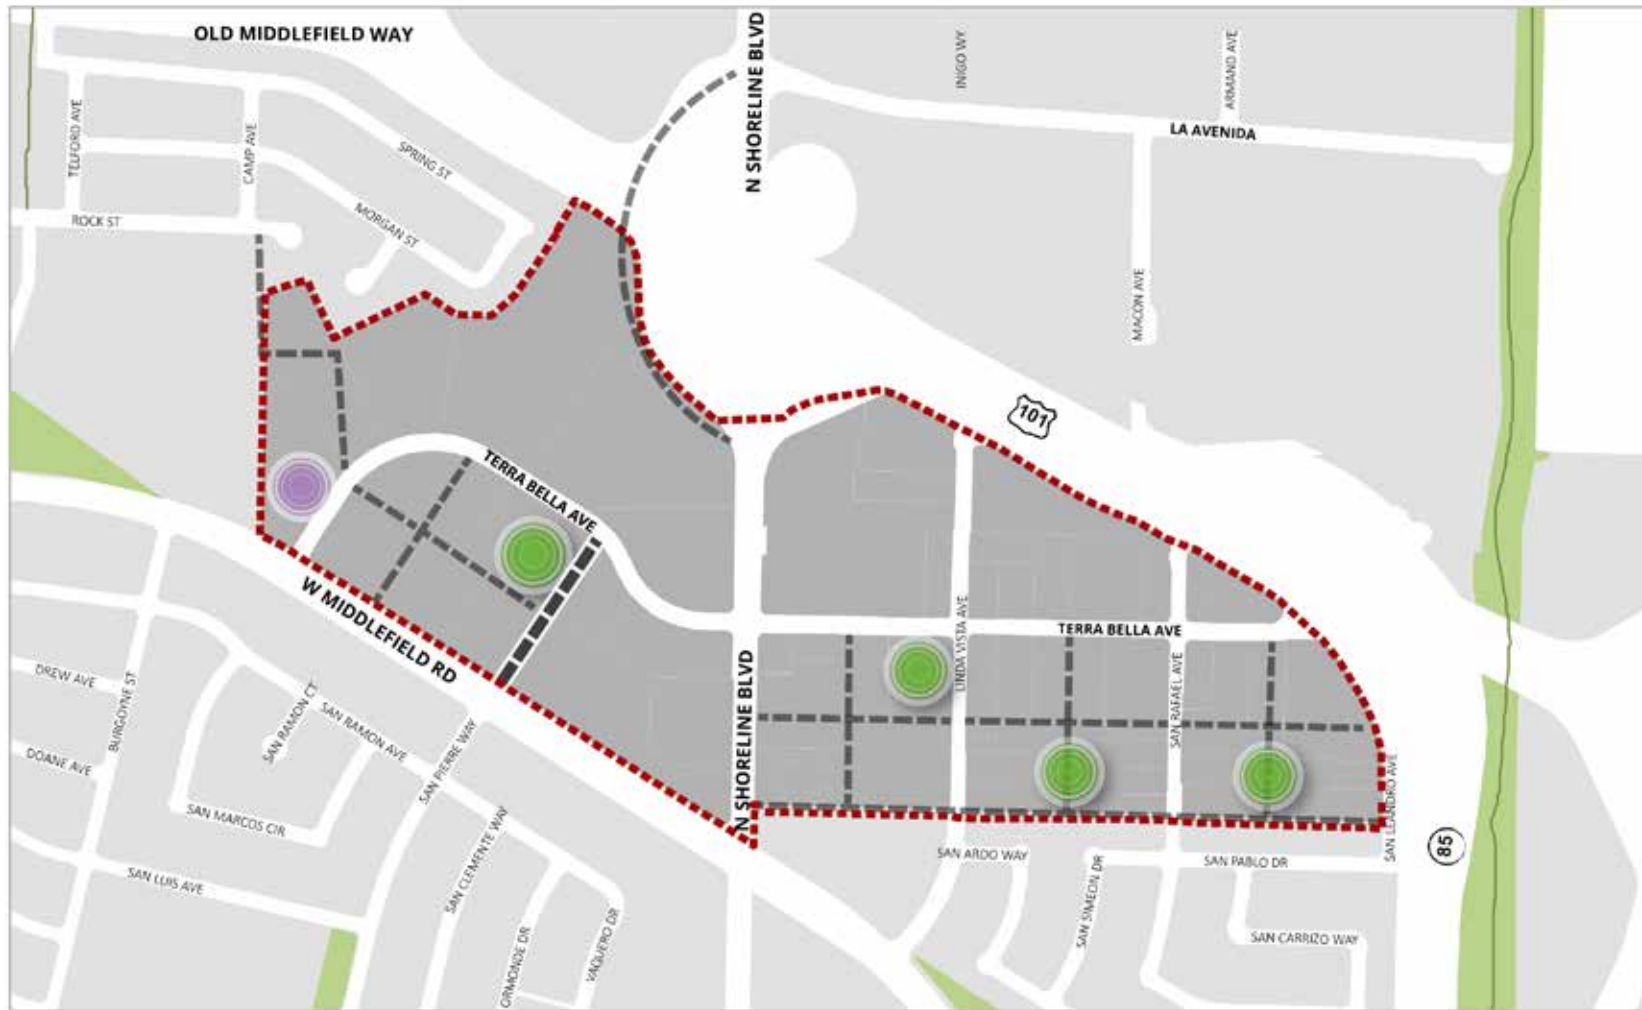 OLD MIDDLEFIELD WAY
N SHORELINE BLVD
INIGO WY
ARMAND AVE
LA AVENIDA
TELFORD AVE
CAMP AVE
SPRING ST
ROCK ST
MORGAN ST
MACON AVE
101
TERRA BELLA AVE
W MIDDLEFIELD RD
TERRA BELLA AVE
LINDA VISTA AVE
SAN RAFAEL AVE
N SHORELINE BLVD
DREW AVE
BURGOYNE ST
SAN RAMON CT
SAN RAMON AVE
DOANE AVE
SAN PIERRE WAY
SAN MARCOS CIR
SAN LEANDRO AVE
85
SAN CLEMENTE WAY
SAN ARDO WAY
SAN PABLO DR
SAN LUIS AVE
SAN SIMEON DR
ORMONDE DR
VAQUERO DR
SAN CARRIZO WAY